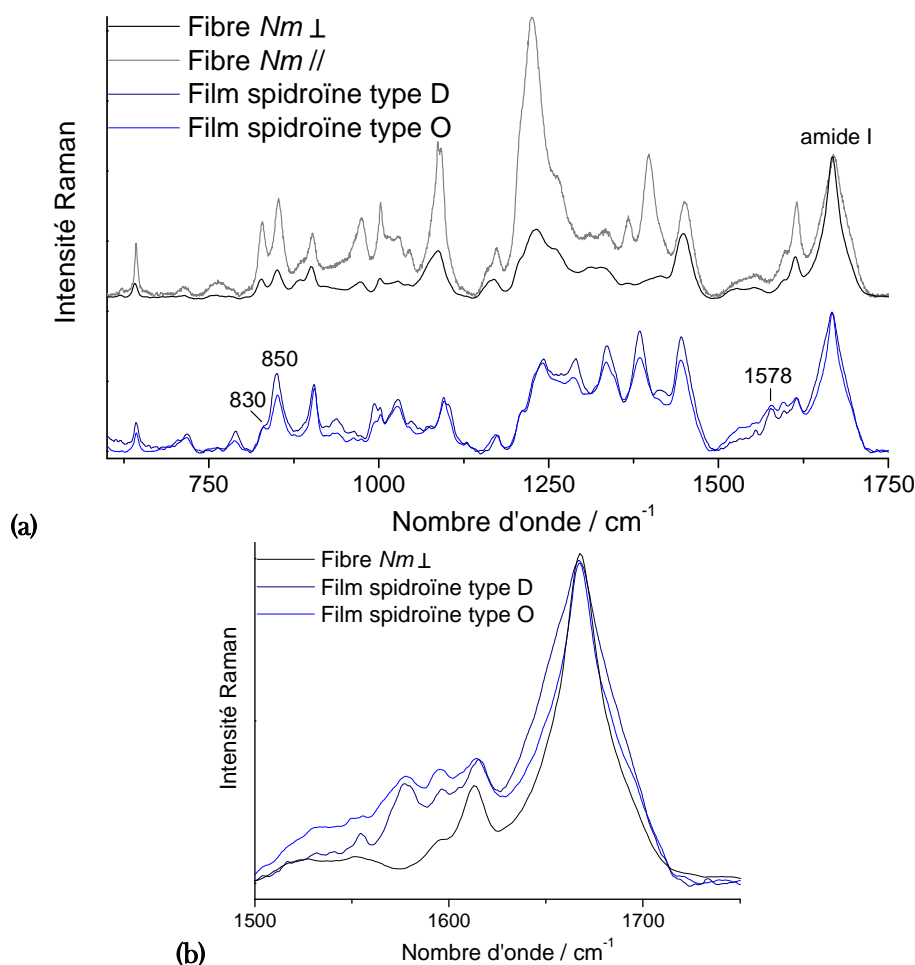 Fibre Nm ⊥
Fibre Nm //
Film spidroïne type D
Film spidroïne type O
amide I
Intensité Raman
830
850
1578
750
1000
1250
1500
1750
Nombre d'onde / cm⁻¹
(a)
Fibre Nm ⊥
Film spidroïne type D
Film spidroïne type O
Intensité Raman
1500
1600
1700
Nombre d'onde / cm⁻¹
(b)